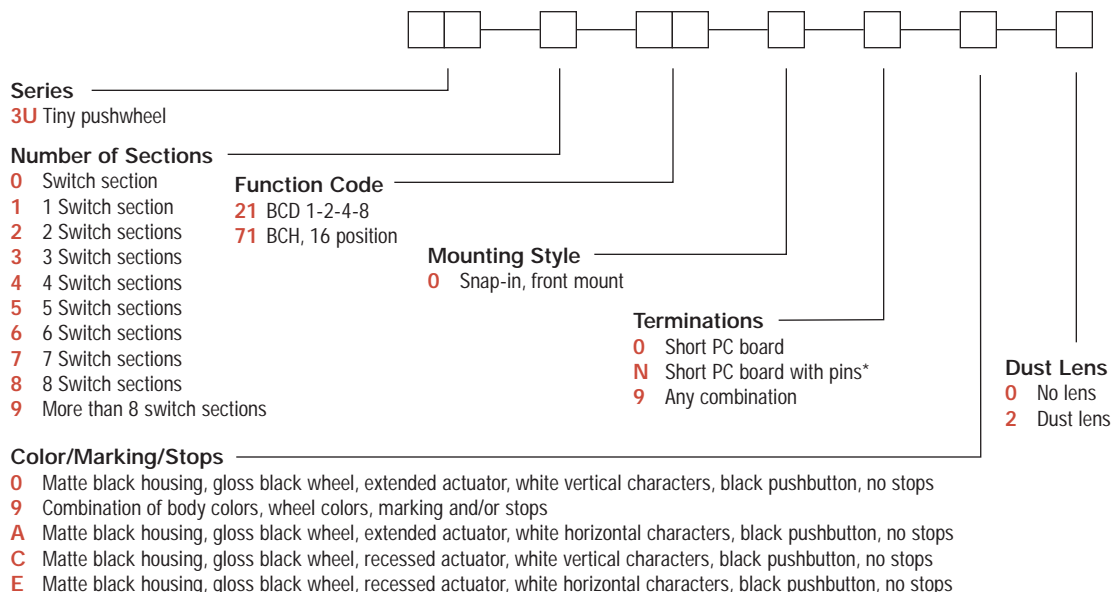 Series
3U Tiny pushwheel
Number of Sections
0 Switch section
1 1 Switch section
2 2 Switch sections
3 3 Switch sections
4 4 Switch sections
5 5 Switch sections
6 6 Switch sections
7 7 Switch sections
8 8 Switch sections
9 More than 8 switch sections
Function Code
21 BCD 1-2-4-8
71 BCH, 16 position
Mounting Style
0 Snap-in, front mount
Terminations
0 Short PC board
N Short PC board with pins*
9 Any combination
Dust Lens
0 No lens
2 Dust lens
Color/Marking/Stops
0 Matte black housing, gloss black wheel, extended actuator, white vertical characters, black pushbutton, no stops
9 Combination of body colors, wheel colors, marking and/or stops
A Matte black housing, gloss black wheel, extended actuator, white horizontal characters, black pushbutton, no stops
C Matte black housing, gloss black wheel, recessed actuator, white vertical characters, black pushbutton, no stops
E Matte black housing, gloss black wheel, recessed actuator, white horizontal characters, black pushbutton, no stops